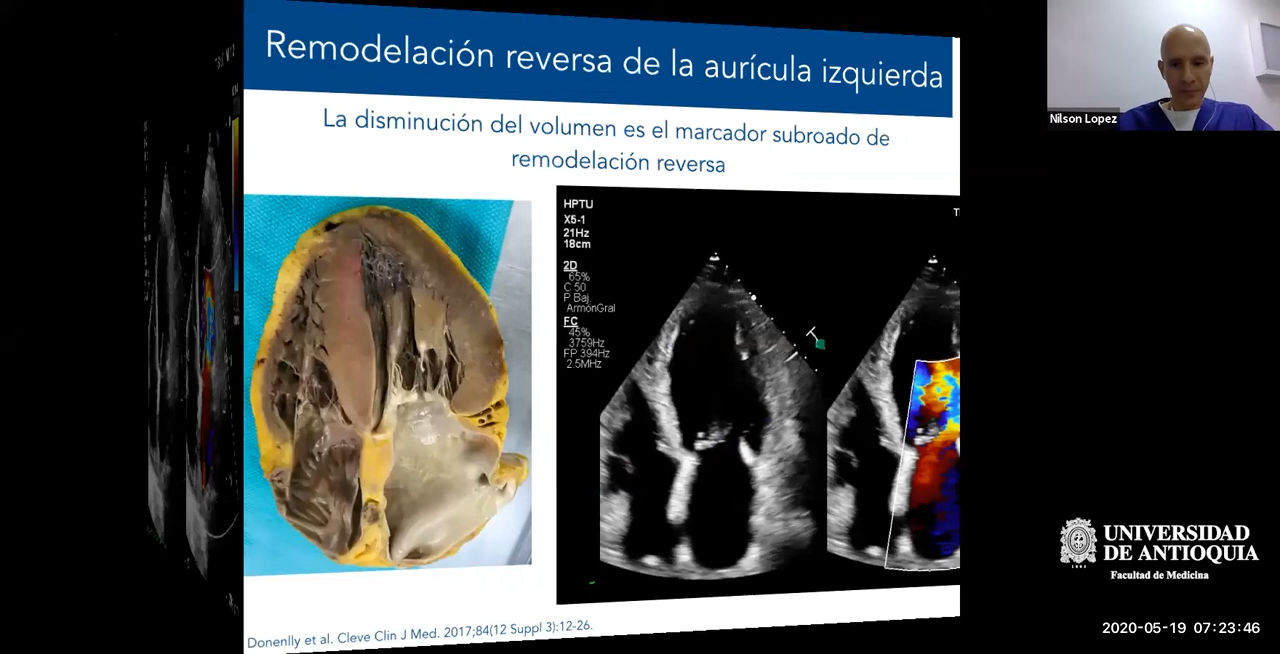 Remodelación reversa de la aurícula izquierda
La disminución del volumen es el marcador subroado de
remodelación reversa
HPTU
X5-1
21Hz
18cm
2D
65%
C 50
P Baj.
ArmónGral
FC
45%
3759Hz
FP 394Hz
2.5MHz
Donenlly et al. Cleve Clin J Med. 2017;84(12 Suppl 3):12-26.
Nilson Lopez
UNIVERSIDAD
DE ANTIOQUIA
1803
Facultad de Medicina
2020-05-19 07:23:46